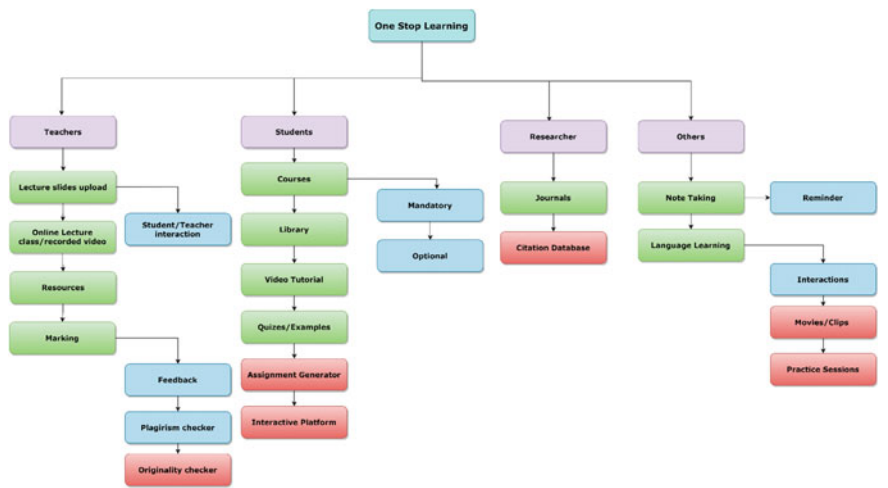 One Stop Learning
Teachers
Students
Researcher
Others
Lecture slides upload
Student/Teacher
interaction
Online Lecture
class/recorded video
Resources
Marking
Feedback
Plagirism checker
Originality checker
Courses
Mandatory
Optional
Library
Video Tutorial
Quizes/Examples
Assignment Generator
Interactive Platform
Journals
Citation Database
Note Taking
Reminder
Language Learning
Interactions
Movies/Clips
Practice Sessions